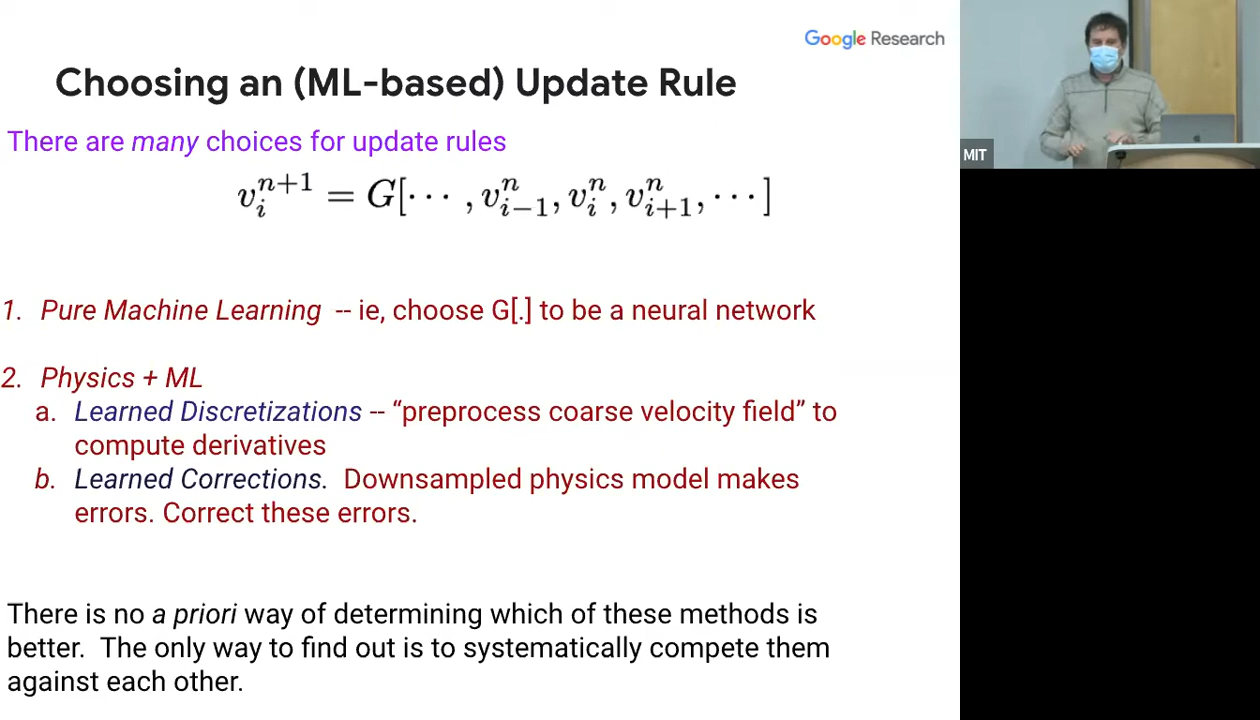 Google Research
Choosing an (ML-based) Update Rule
MIT
There are many choices for update rules
v_i^{n+1} = G[⋯ , v_{i−1}^n, v_i^n, v_{i+1}^n, ⋯ ]
1. Pure Machine Learning -- ie, choose G[.] to be a neural network
2. Physics + ML
a. Learned Discretizations -- “preprocess coarse velocity field” to
compute derivatives
b. Learned Corrections. Downsampled physics model makes
errors. Correct these errors.
There is no a priori way of determining which of these methods is
better. The only way to find out is to systematically compete them
against each other.